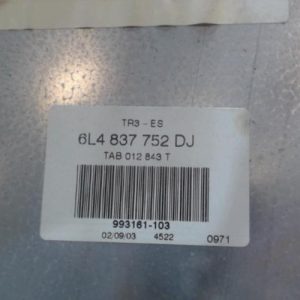 TR3 - ES
6L4 837 752 DJ
TAB 012 843 T
993161-103
02/09/03 4522 0971